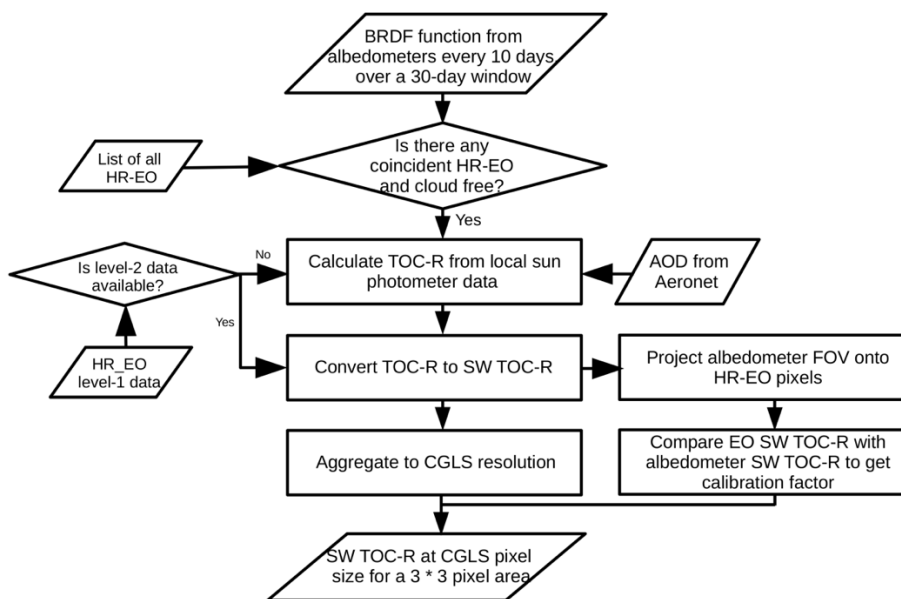 BRDF function from
albedometers every 10 days
over a 30-day window
List of all
HR-EO
Is there any
coincident HR-EO
and cloud free?
Yes
Is level-2 data
available?
No
Calculate TOC-R from local sun
photometer data
AOD from
Aeronet
Yes
HR_EO
level-1 data
Convert TOC-R to SW TOC-R
Project albedometer FOV onto
HR-EO pixels
Aggregate to CGLS resolution
Compare EO SW TOC-R with
albedometer SW TOC-R to get
calibration factor
SW TOC-R at CGLS pixel
size for a 3 * 3 pixel area